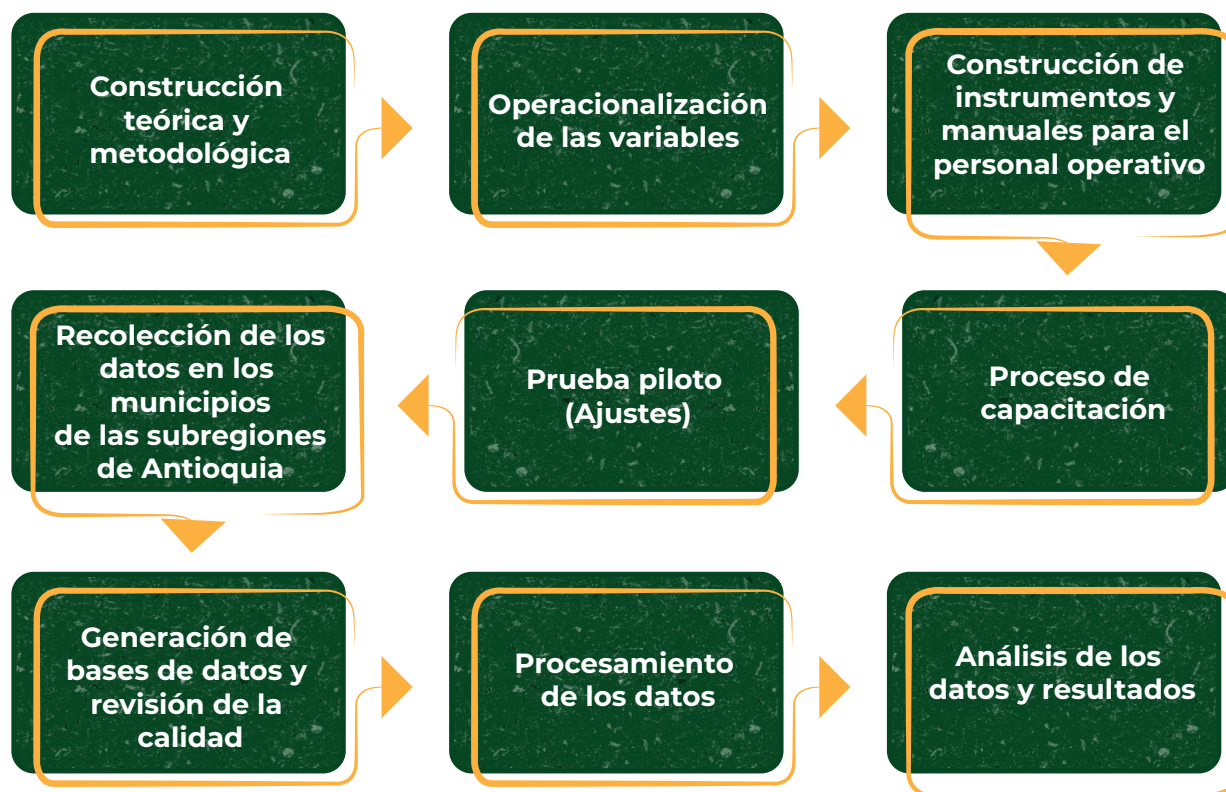 Construcción
teórica y
metodológica
Operacionalización
de las variables
Construcción de
instrumentos y
manuales para el
personal operativo
Proceso de
capacitación
Prueba piloto
(Ajustes)
Recolección de los
datos en los
municipios
de las subregiones
de Antioquia
Generación de
bases de datos y
revisión de la
calidad
Procesamiento
de los datos
Análisis de los
datos y resultados